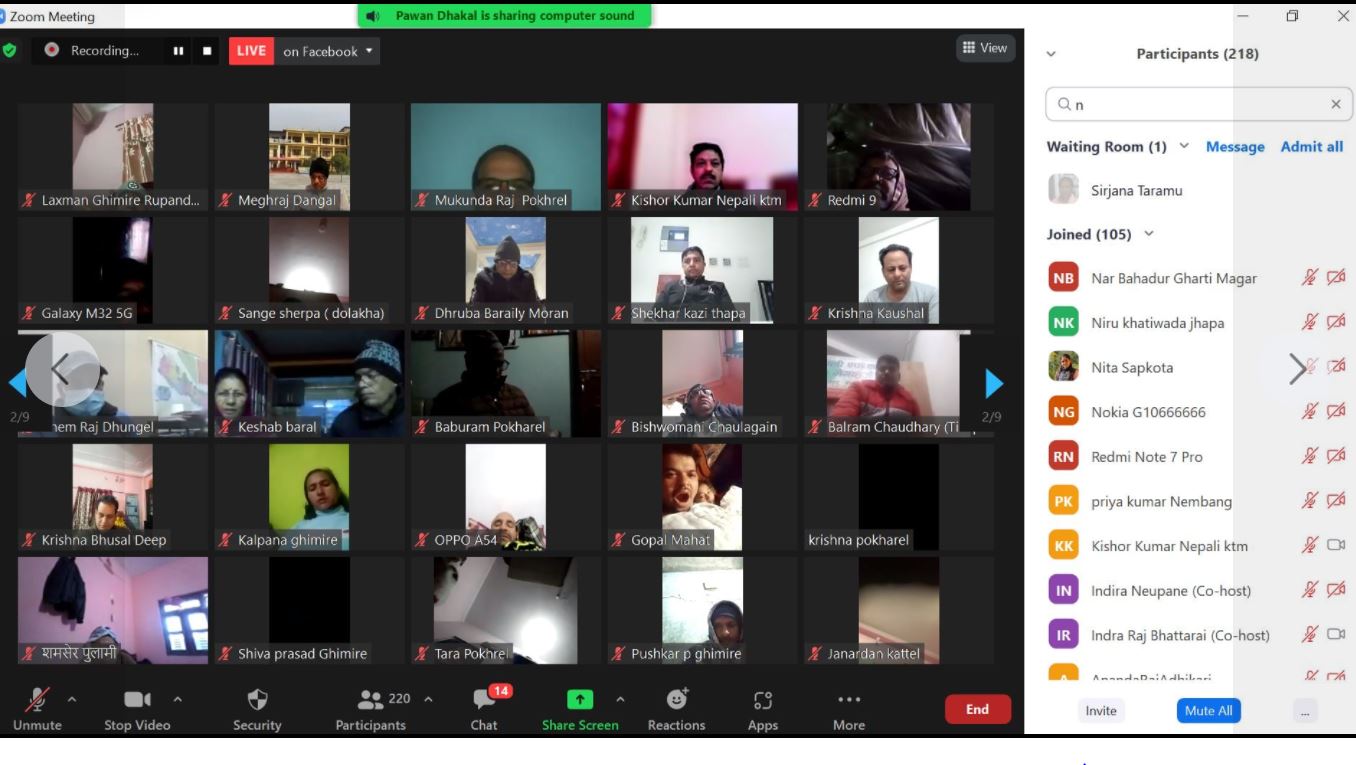 Zoom Meeting
Pawan Dhakal is sharing computer sound
Recording...
LIVE on Facebook
View
Laxman Ghimire Rupand...
Meghraj Dangal
Mukunda Raj Pokhrel
Kishor Kumar Nepali ktm
Redmi 9
Galaxy M32 5G
Sange sherpa ( dolakha)
Dhruba Baraily Moran
Shekhar kazi thapa
Krishna Kaushal
2/9
Raj Dhungel
Keshab baral
Baburam Pokharel
Bishwomani Chaulagain
Balram Chaudhary
2/9
Krishna Bhusal Deep
Kalpana ghimire
OPPO A54
Gopal Mahat
krishna pokharel
शामसेर पुलामी
Shiva prasad Ghimire
Tara Pokhrel
Pushkar p ghimire
Janardan kattel
Unmute
Stop Video
Security
220
Participants
14
Chat
Share Screen
Reactions
Apps
More
End
Participants (218)
n
Waiting Room (1) Message Admit all
Sirjana Taramu
Joined (105)
NB Nar Bahadur Gharti Magar
NK Niru khatiwada jhapa
Nita Sapkota
NG Nokia G10666666
RN Redmi Note 7 Pro
PK priya kumar Nembang
KK Kishor Kumar Nepali ktm
IN Indira Neupane (Co-host)
IR Indra Raj Bhattarai (Co-host)
Invite
Mute All
...